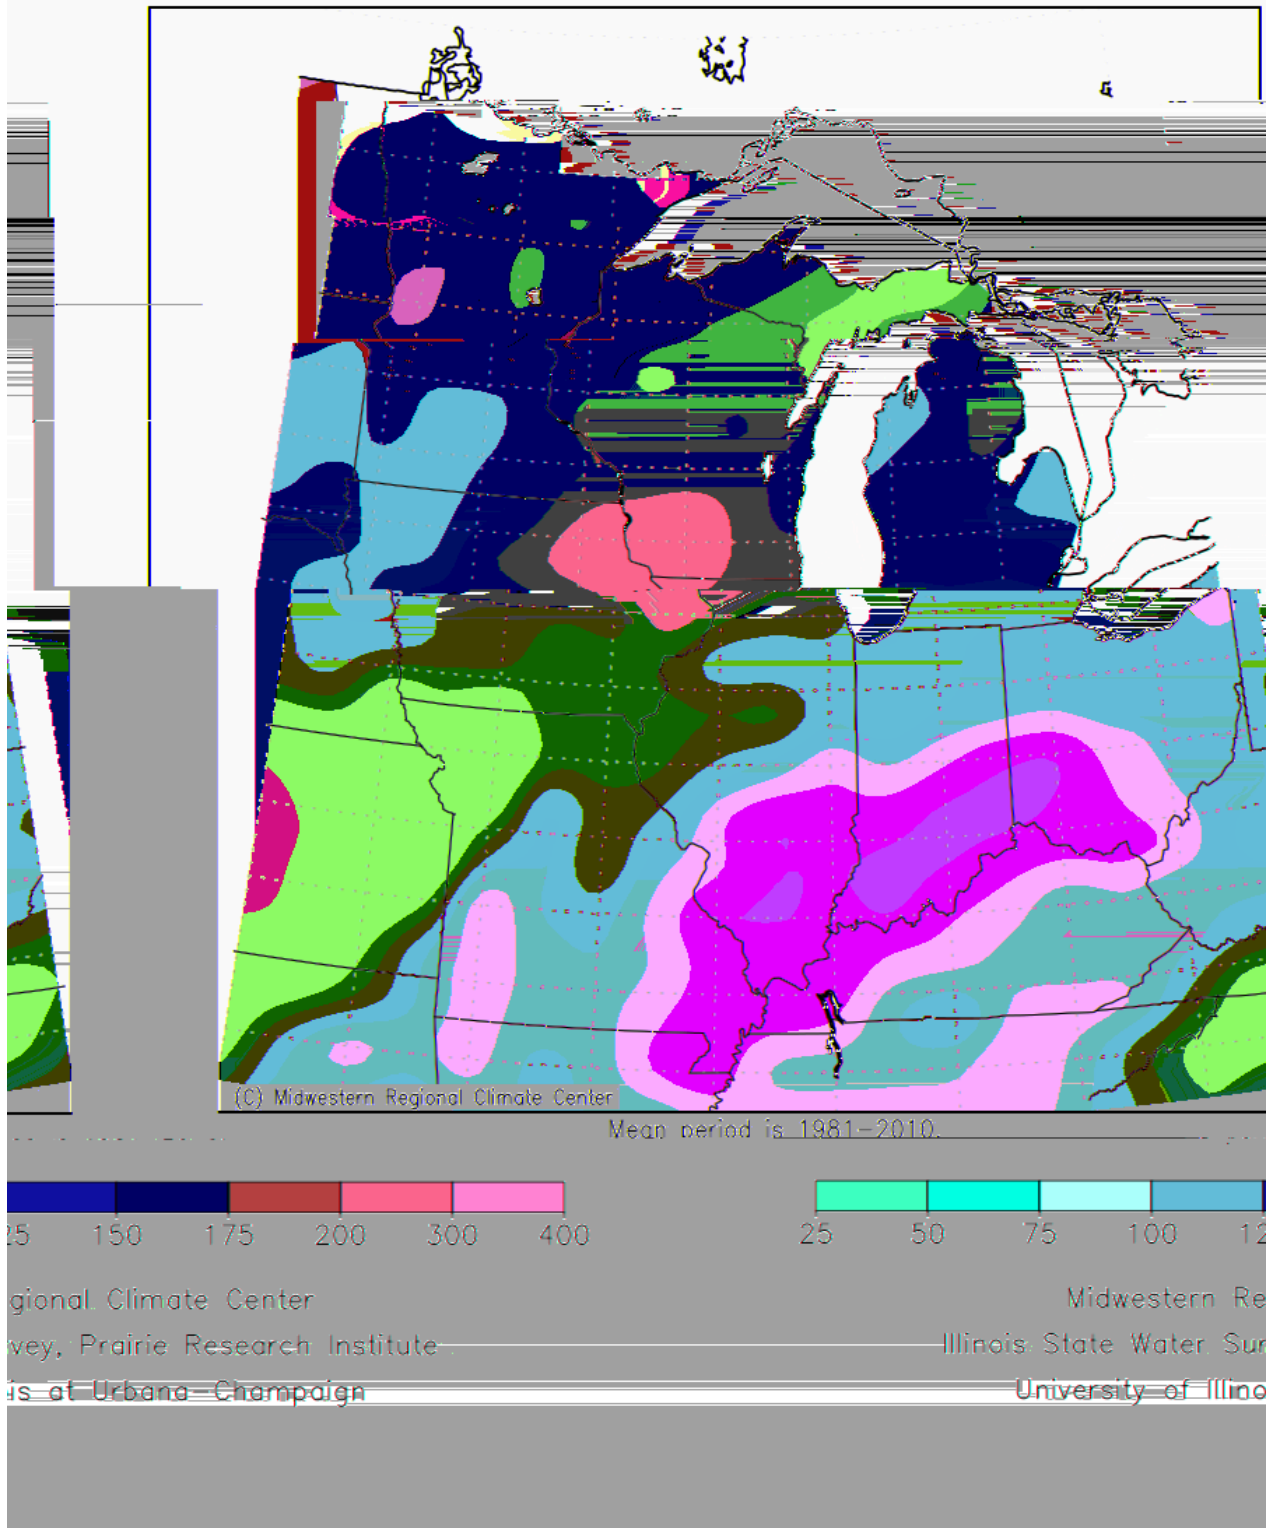 (C) Midwestern Regional Climate Center
Mean period is 1981-2010.
25 150 175 200 300 400
25 50 75 100 12
gional Climate Center
Midwestern Re
vey, Prairie Research Institute
Illinois State Water Sur
is at Urbana-Champaign
University of Illino